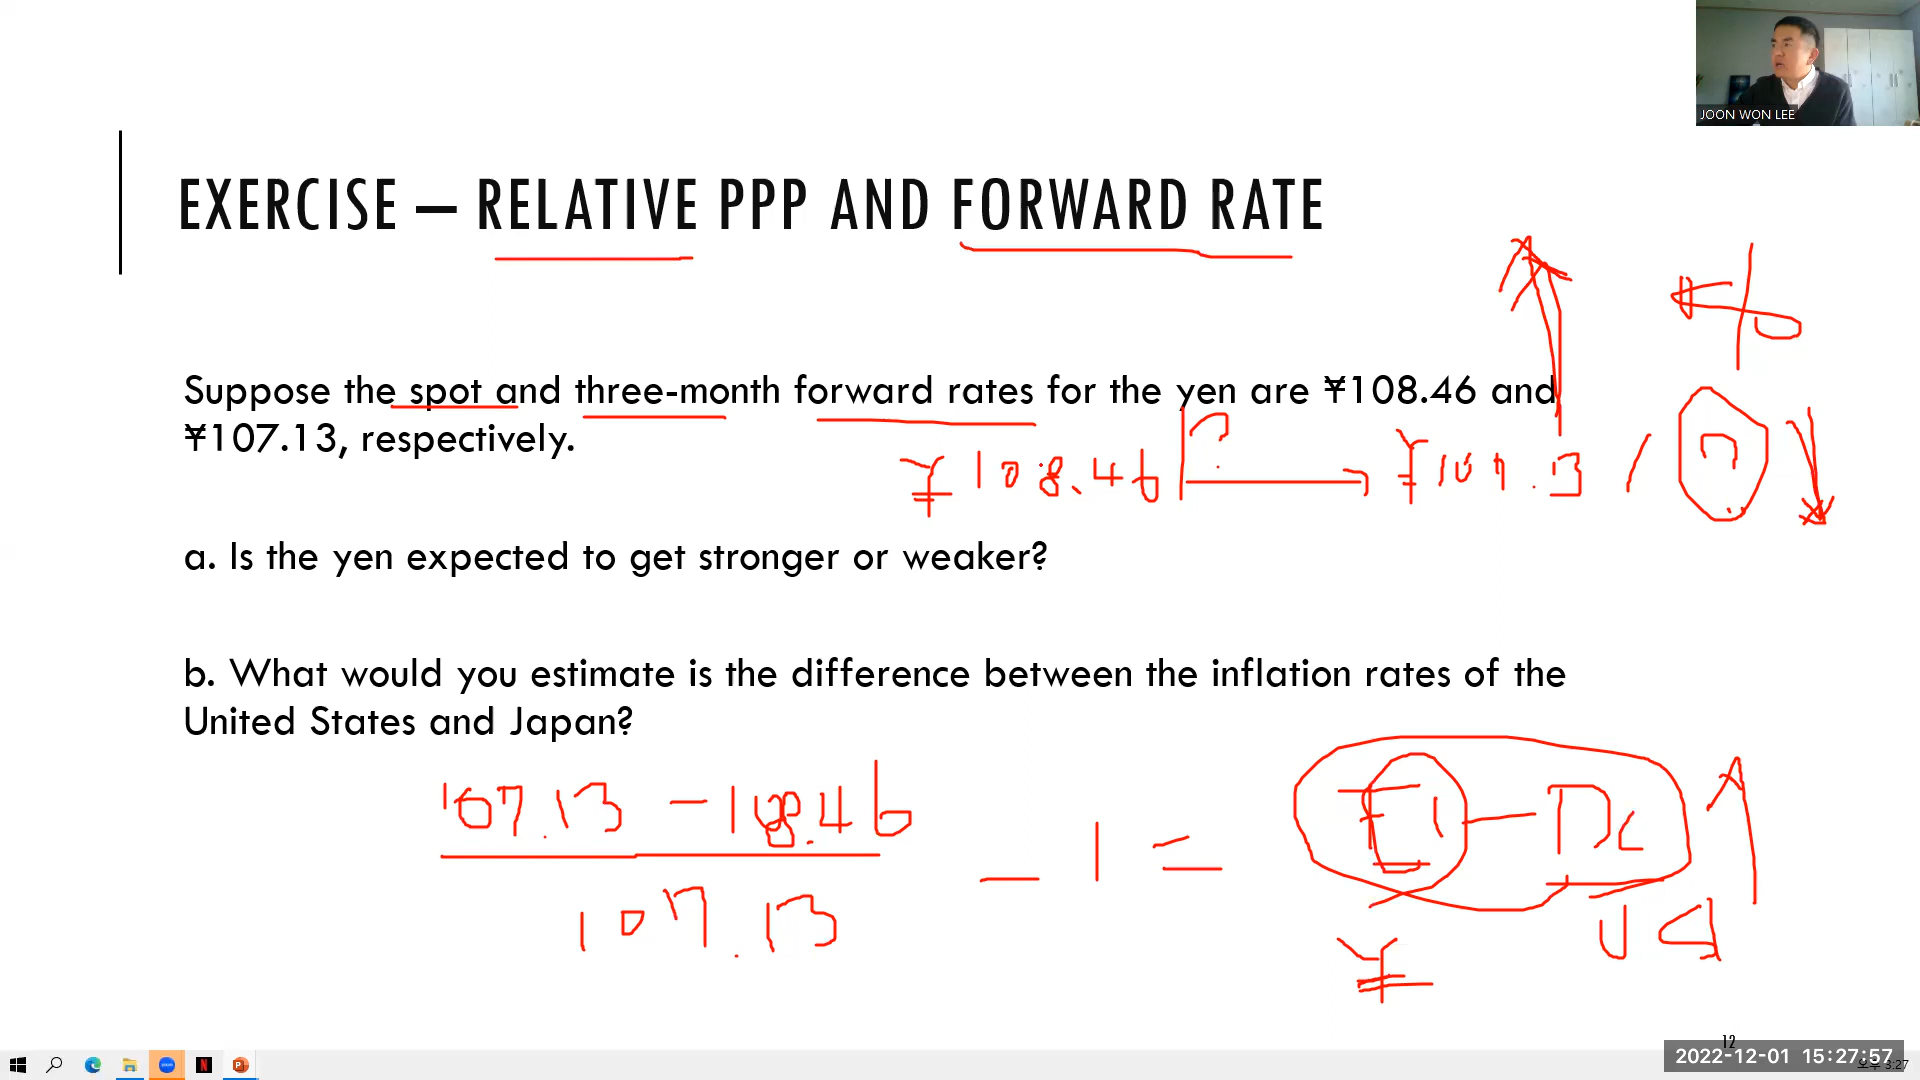 JOON WON LEE
EXERCISE – RELATIVE PPP AND FORWARD RATE
Suppose the spot and three-month forward rates for the yen are ¥108.46 and
¥107.13, respectively.
¥108.46 ¥107.13 /
a. Is the yen expected to get stronger or weaker?
b. What would you estimate is the difference between the inflation rates of the
United States and Japan?
107.13 - 108.46
- 1 =
107.13
¥
12
2022-12-01 15:27:57